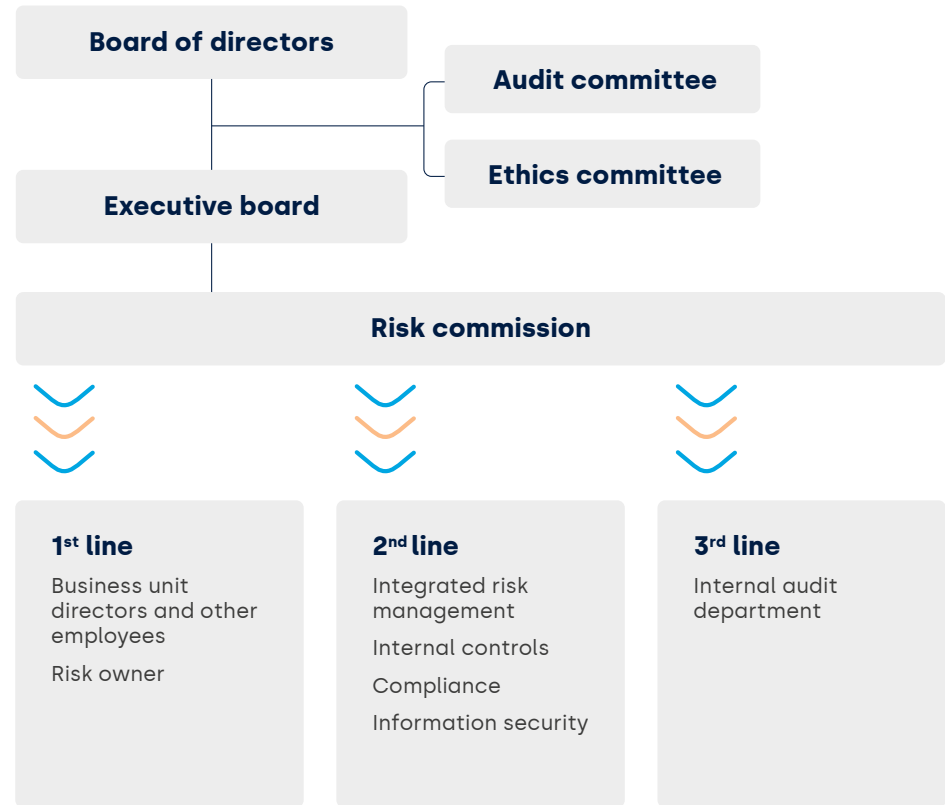 Board of directors
Audit committee
Ethics committee
Executive board
Risk commission
1st line
Business unit
directors and other
employees
Risk owner
2nd line
Integrated risk
management
Internal controls
Compliance
Information security
3rd line
Internal audit
department